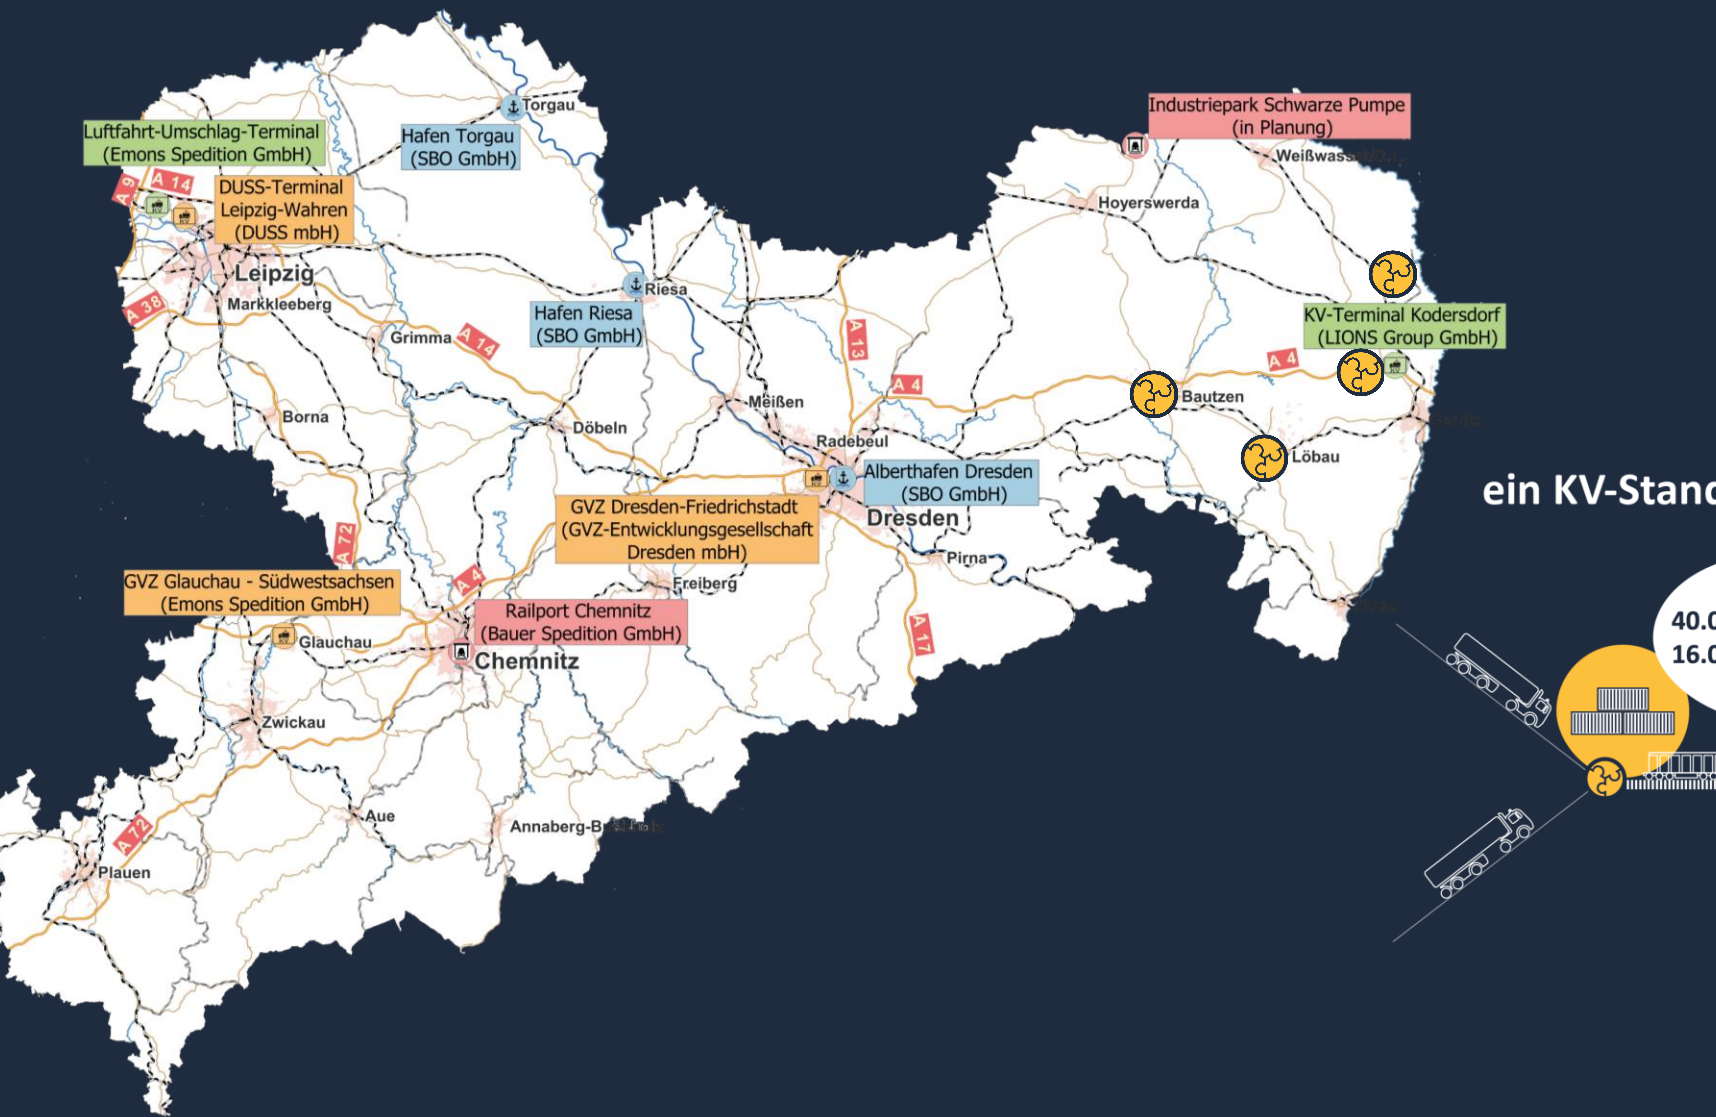 Torgau
Hafen Torgau
(SBO GmbH)
Luftfahrt-Umschlag-Terminal
(Emons Spedition GmbH)
A 9
A 14
DUSS-Terminal
Leipzig-Wahren
(DUSS mbH)
Leipzig
Markkleeberg
A 38
Grimma
A 14
Riesa
Hafen Riesa
(SBO GmbH)
Industriepark Schwarze Pumpe
(in Planung)
Hoyerswerda
KV-Terminal Kodersdorf
(LIONS Group GmbH)
A 13
A 4
A 4
Bautzen
Löbau
Borna
Döbeln
Meißen
Radebeul
Alberthafen Dresden
(SBO GmbH)
Dresden
GVZ Dresden-Friedrichstadt
(GVZ-Entwicklungsgesellschaft
Dresden mbH)
Pirna
A 72
A 4
Freiberg
GVZ Glauchau - Südwestsachsen
(Emons Spedition GmbH)
Glauchau
Railport Chemnitz
(Bauer Spedition GmbH)
Chemnitz
A 17
Zwickau
Aue
A 72
Plauen
KV
KV
KV
ein KV-Stand
40.0
16.0